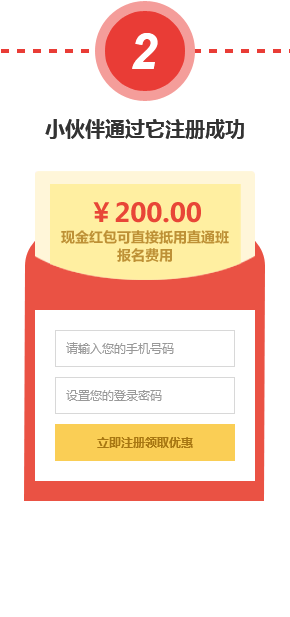 2
小伙伴通过它注册成功
￥200.00
现金红包可直接抵用直通班
报名费用
请输入您的手机号码
设置您的登录密码
立即注册领取优惠